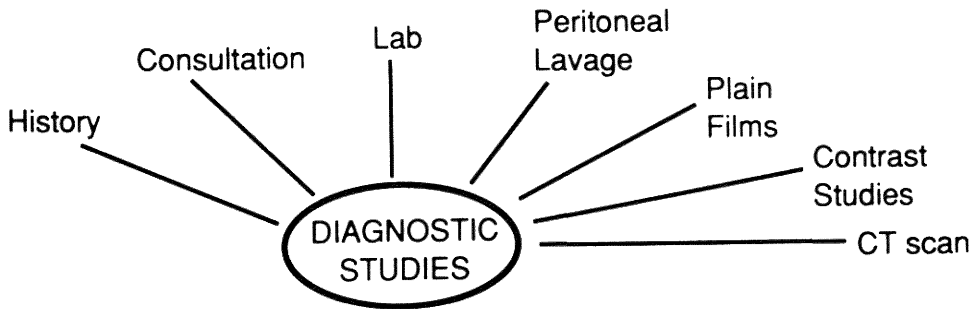 History
Consultation
Lab
Peritoneal
Lavage
Plain
Films
Contrast
Studies
CT scan
DIAGNOSTIC
STUDIES